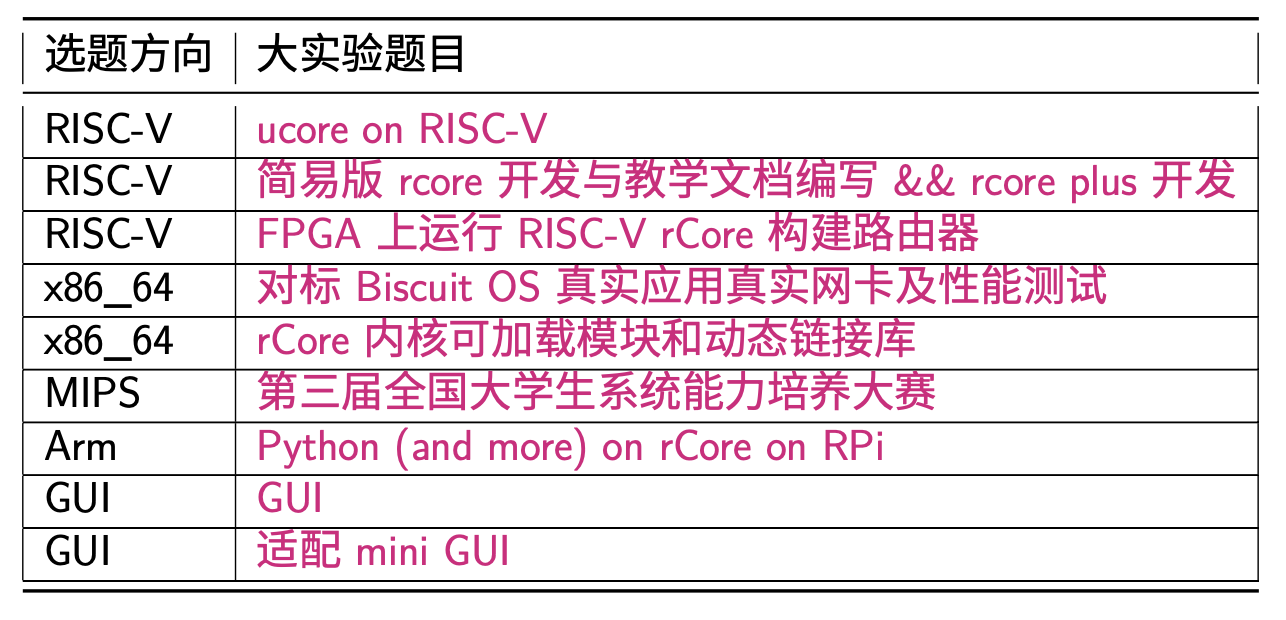 选题方向 大实验题目
RISC-V ucore on RISC-V
RISC-V 简易版 rcore 开发与教学文档编写 && rcore plus 开发
RISC-V FPGA 上运行 RISC-V rCore 构建路由器
x86_64 对标 Biscuit OS 真实应用真实网卡及性能测试
x86_64 rCore 内核可加载模块和动态链接库
MIPS 第三届全国大学生系统能力培养大赛
Arm Python (and more) on rCore on RPi
GUI GUI
GUI 适配 mini GUI